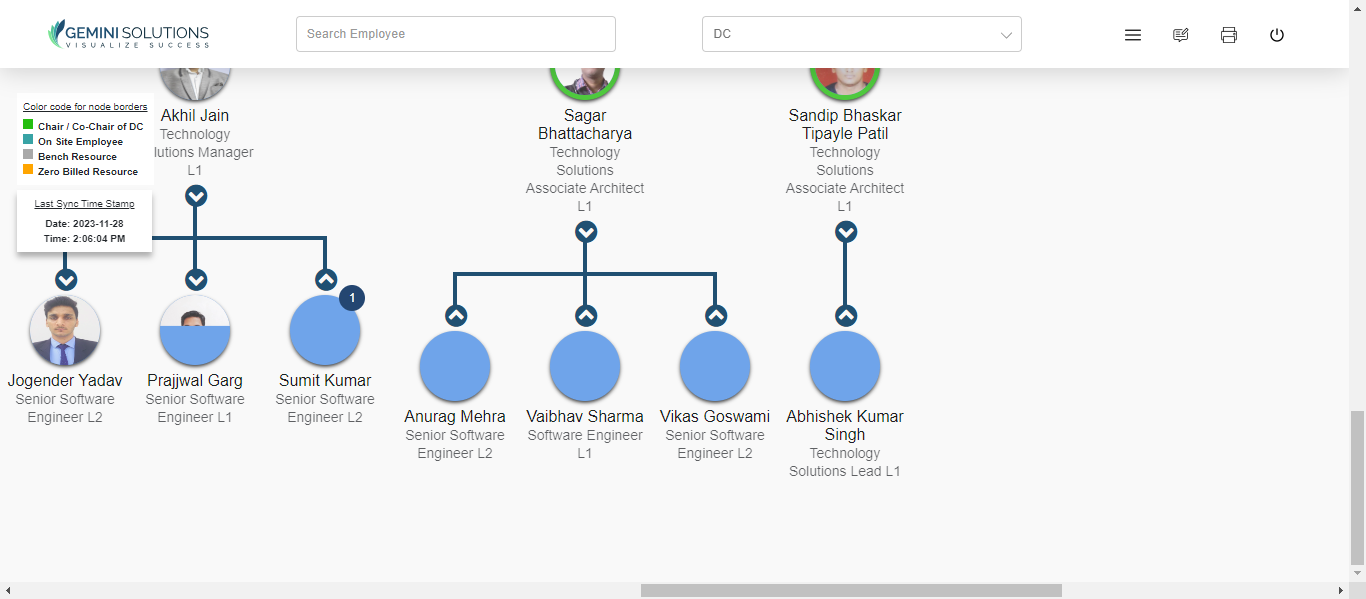 GEMINI SOLUTIONS
VISUALIZE SUCCESS
Search Employee
DC
Color code for node borders
Chair / Co-Chair of DC
On Site Employee
Bench Resource
Zero Billed Resource
Last Sync Time Stamp
Date: 2023-11-28
Time: 2:06:04 PM
Akhil Jain
Technology
lutions Manager
L1
Sagar
Bhattacharya
Technology
Solutions
Associate Architect
L1
Sandip Bhaskar
Tipayle Patil
Technology
Solutions
Associate Architect
L1
Jogender Yadav
Senior Software
Engineer L2
Prajjwal Garg
Senior Software
Engineer L1
1
Sumit Kumar
Senior Software
Engineer L2
Anurag Mehra
Senior Software
Engineer L2
Vaibhav Sharma
Software Engineer
L1
Vikas Goswami
Senior Software
Engineer L2
Abhishek Kumar
Singh
Technology
Solutions Lead L1